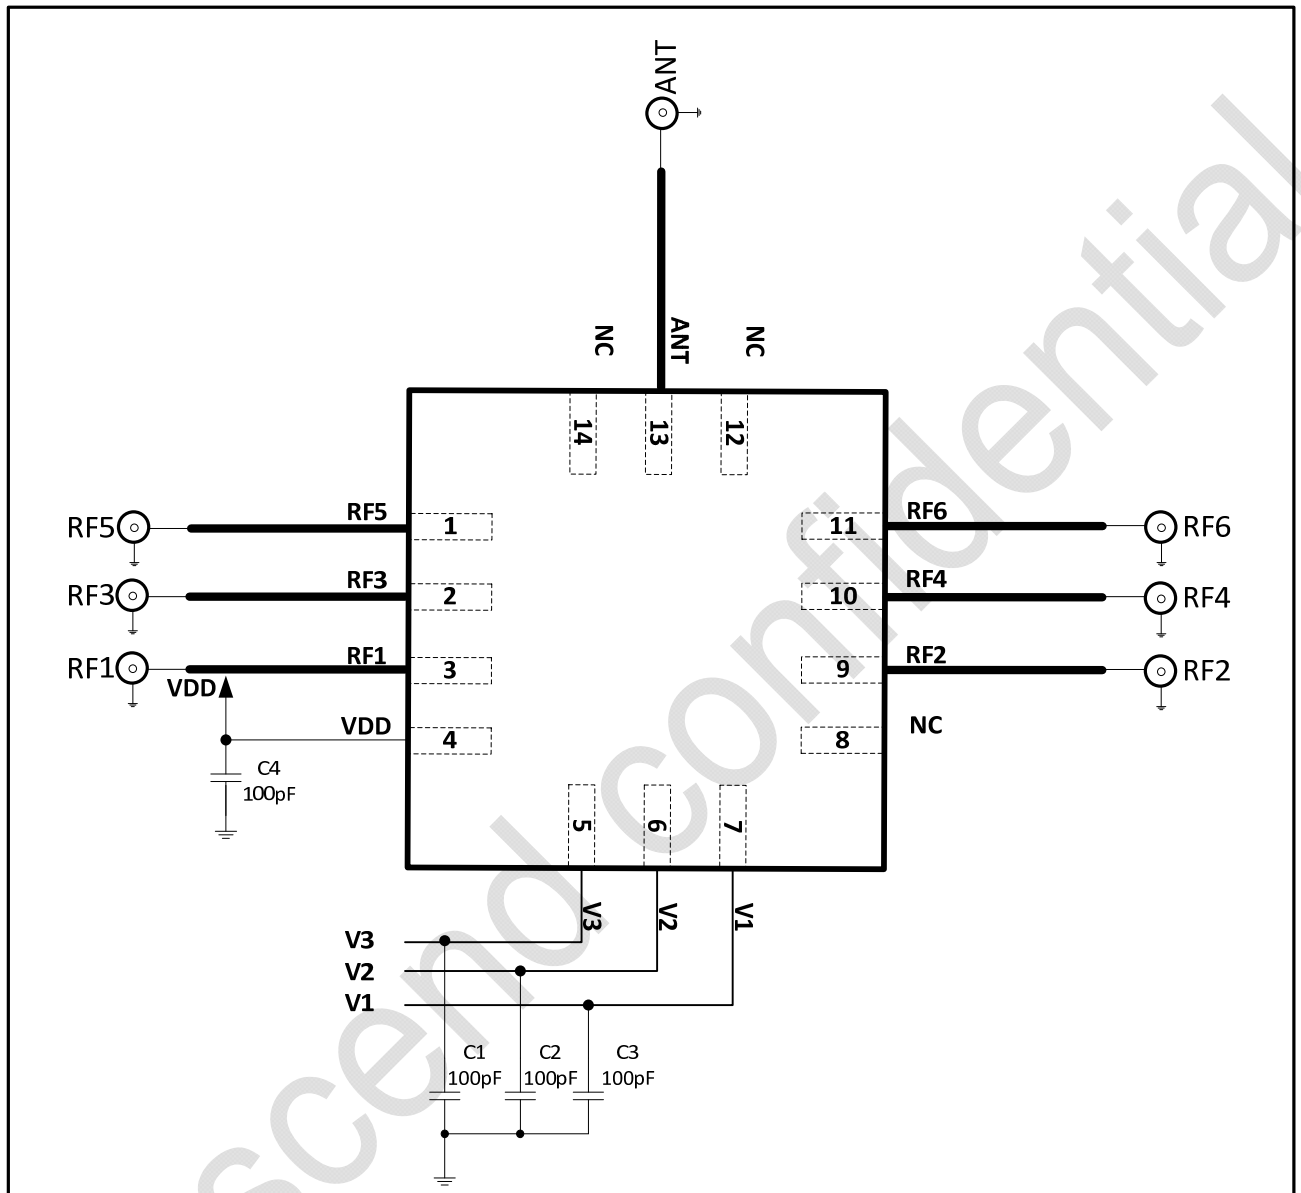 ANT
NC
ANT
NC
14
13
12
RF5
RF5
1
11
RF6
RF6
RF3
RF3
2
10
RF4
RF4
RF1
RF1
3
9
RF2
RF2
VDD
VDD
4
8
NC
C4
100pF
5
6
7
V3
V2
V1
V3
V2
V1
C1
100pF
C2
100pF
C3
100pF
scend confidential